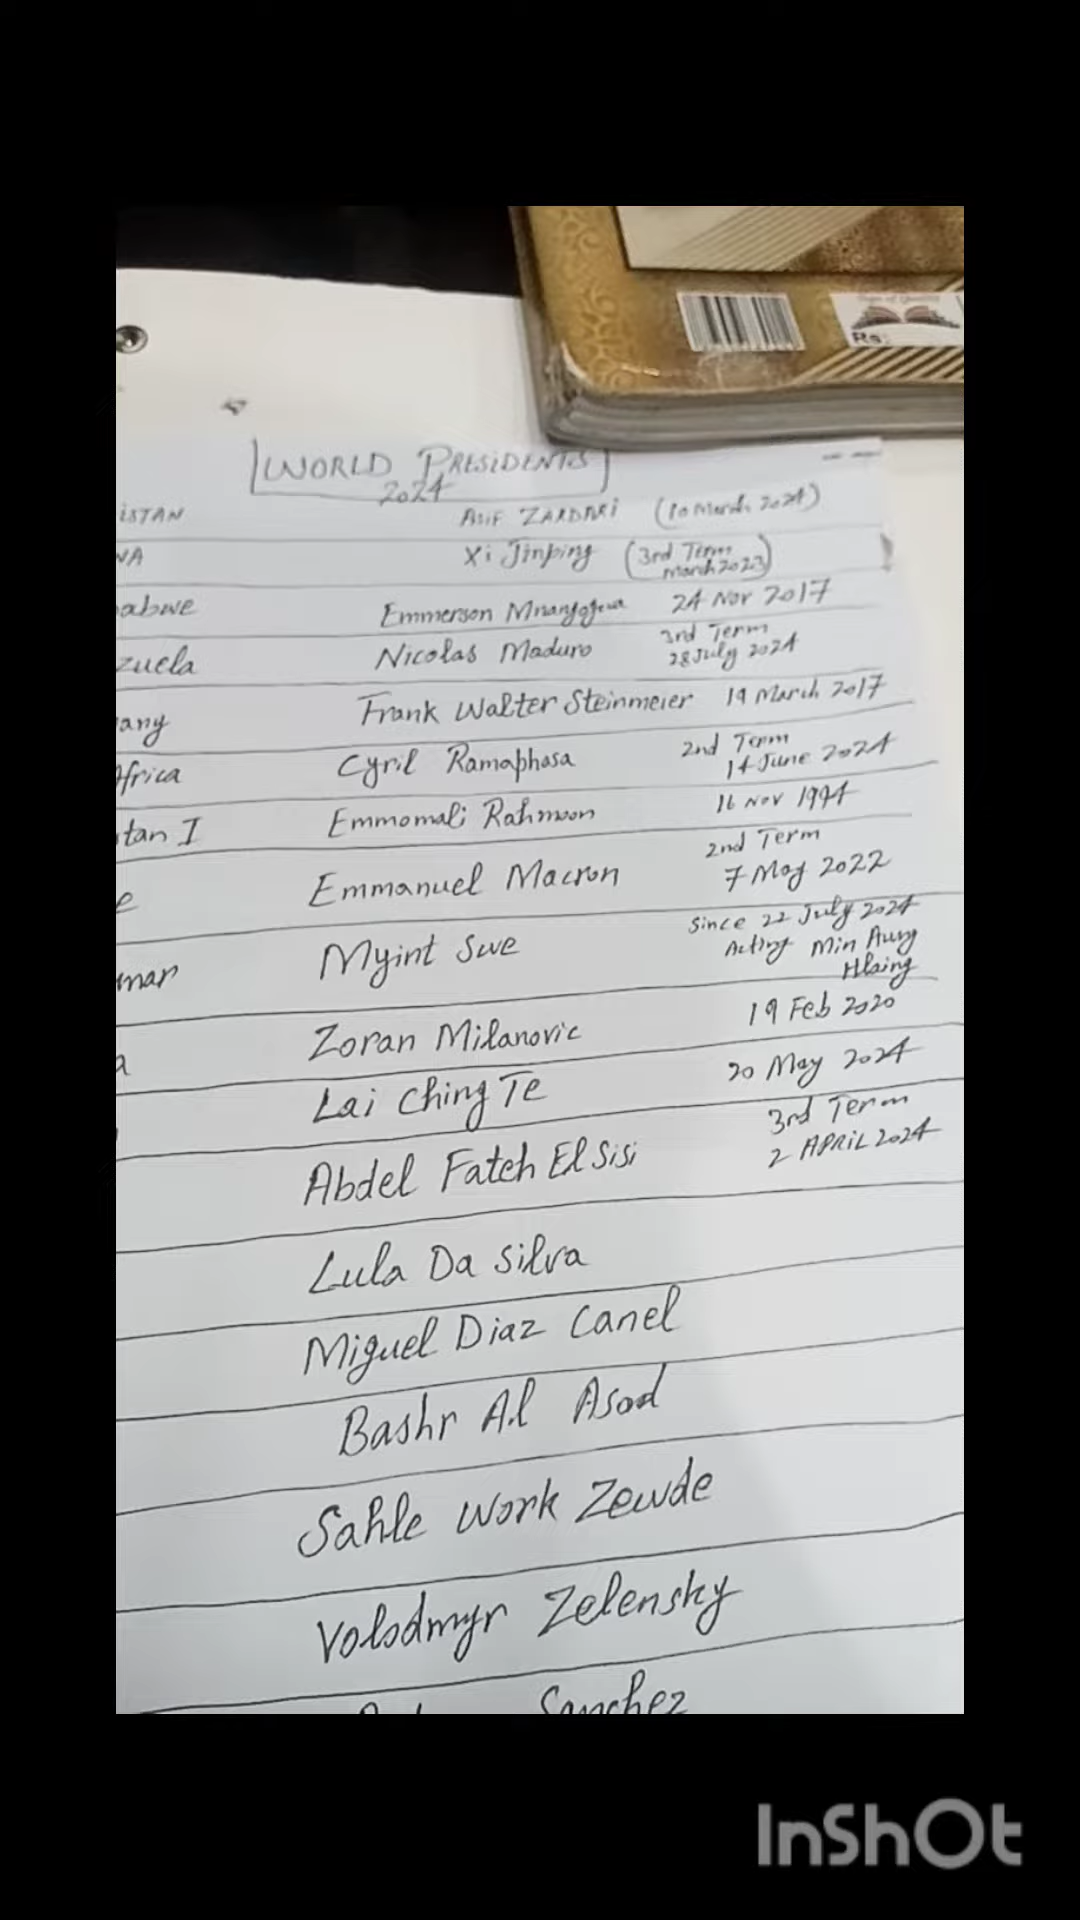 Sign of Quality
Rs:
WORLD PRESIDENTS
2024
ISTAN ASIF ZARDARI (10 March 2024)
NA Xi Jinping (3rd Term
March 2023)
abwe Emmerson Mnangagwa 24 Nov 2017
zuela Nicolas Maduro 3rd Term
28 July 2024
any Frank Walter Steinmeier 19 March 2017
Africa Cyril Ramaphosa 2nd Term
14 June 2024
tan I Emmomali Rahmoon 16 Nov 1994
e Emmanuel Macron 2nd Term
7 May 2022
mar Myint Swe Since 22 July 2024
Acting Min Aung
Hlaing
a Zoran Milanovic 19 Feb 2020
Lai Ching Te 20 May 2024
Abdel Fateh El Sisi 3rd Term
2 APRIL 2024
Lula Da Silva
Miguel Diaz Canel
Bashr Al Asad
Sahle Work Zewde
Volodmyr Zelensky
Sanchez
InShOt